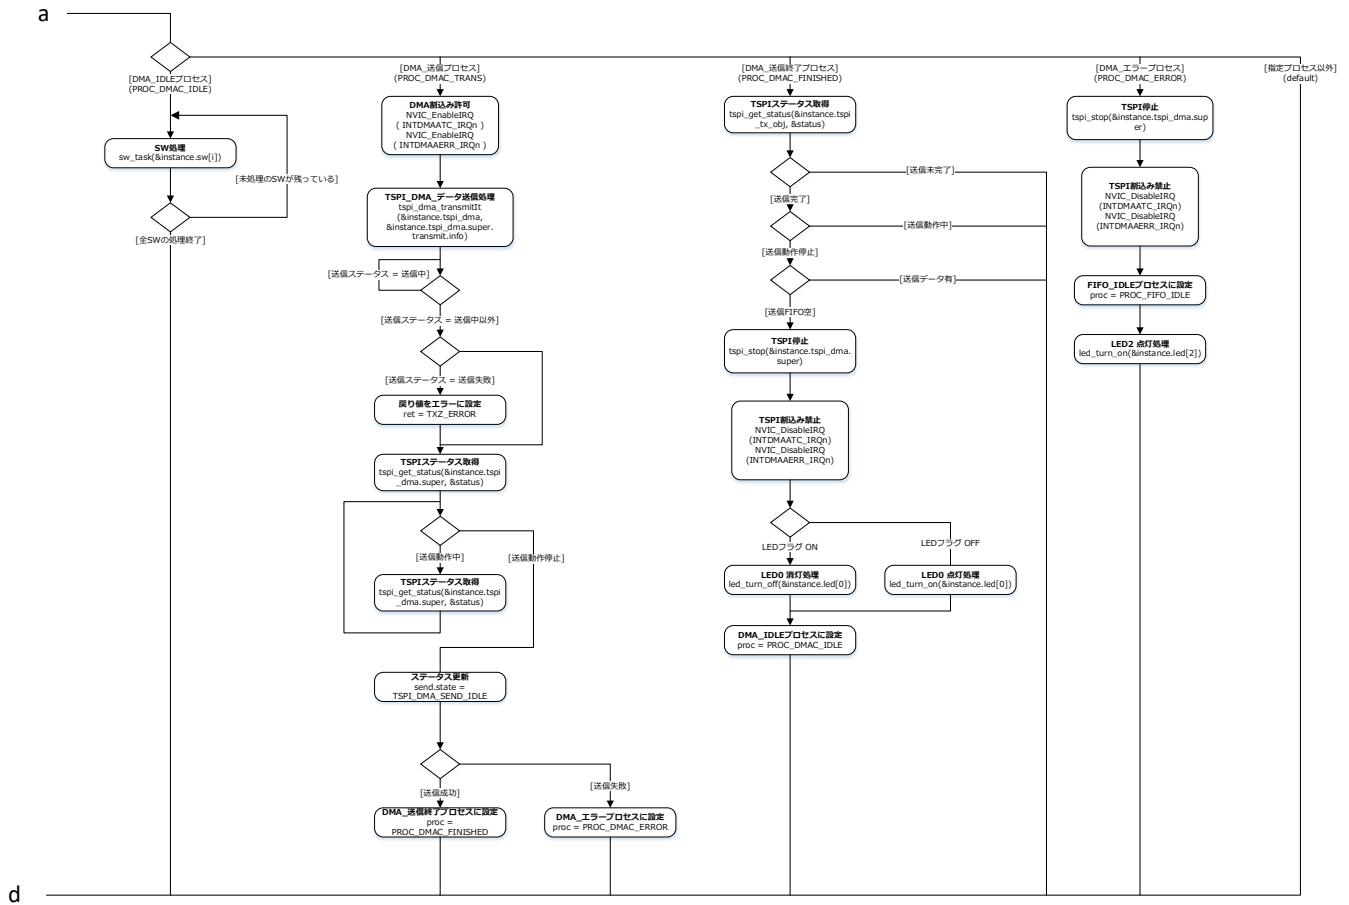 a
[DMA_IDLEプロセス]
(PROC_DMAC_IDLE)
SW処理
sw_task(&instance.sw[i])
[未処理のSWが残っている]
[全SWの処理終了]
[DMA_送信プロセス]
(PROC_DMAC_TRANS)
DMA割込み許可
NVIC_EnableIRQ
( INTDMAATC_IRQn )
NVIC_EnableIRQ
( INTDMAAERR_IRQn )
TSPI_DMA_データ送信処理
tspi_dma_transmitIt
(&instance.tspi_dma,
&instance.tspi_dma.super.
transmit.info)
[送信ステータス = 送信中]
[送信ステータス = 送信中以外]
[送信ステータス = 送信失敗]
戻り値をエラーに設定
ret = TXZ_ERROR
TSPIステータス取得
tspi_get_status(&instance.tspi
_dma.super, &status)
[送信動作中]
[送信動作停止]
TSPIステータス取得
tspi_get_status(&instance.tspi
_dma.super, &status)
ステータス更新
send.state =
TSPI_DMA_SEND_IDLE
[送信成功]
[送信失敗]
DMA_送信終了プロセスに設定
proc =
PROC_DMAC_FINISHED
DMA_エラープロセスに設定
proc = PROC_DMAC_ERROR
[DMA_送信終了プロセス]
(PROC_DMAC_FINISHED)
TSPIステータス取得
tspi_get_status(&instance.tspi
_tx_obj, &status)
[送信未完了]
[送信完了]
[送信動作中]
[送信動作停止]
[送信データ有]
[送信FIFO空]
TSPI停止
tspi_stop(&instance.tspi_dma.
super)
TSPI割込み禁止
NVIC_DisableIRQ
(INTDMAATC_IRQn)
NVIC_DisableIRQ
(INTDMAAERR_IRQn)
LEDフラグ ON
LEDフラグ OFF
LED0 消灯処理
led_turn_off(&instance.led[0])
LED0 点灯処理
led_turn_on(&instance.led[0])
DMA_IDLEプロセスに設定
proc = PROC_DMAC_IDLE
[DMA_エラープロセス]
(PROC_DMAC_ERROR)
TSPI停止
tspi_stop(&instance.tspi_dma.sup
er)
TSPI割込み禁止
NVIC_DisableIRQ
(INTDMAATC_IRQn)
NVIC_DisableIRQ
(INTDMAAERR_IRQn)
FIFO_IDLEプロセスに設定
proc = PROC_FIFO_IDLE
LED2 点灯処理
led_turn_on(&instance.led[2])
[指定プロセス以外]
(default)
d